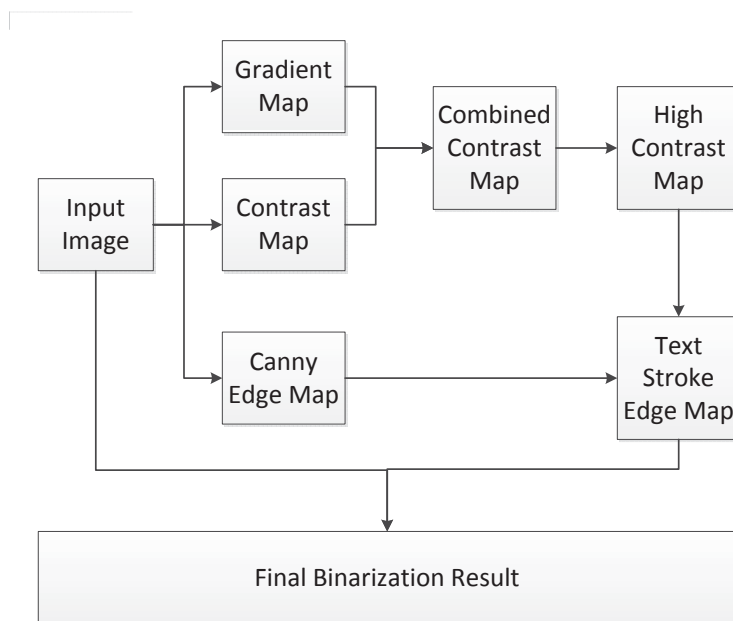 Gradient
Map
Combined
Contrast
Map
High
Contrast
Map
Input
Image
Contrast
Map
Canny
Edge Map
Text
Stroke
Edge Map
Final Binarization Result